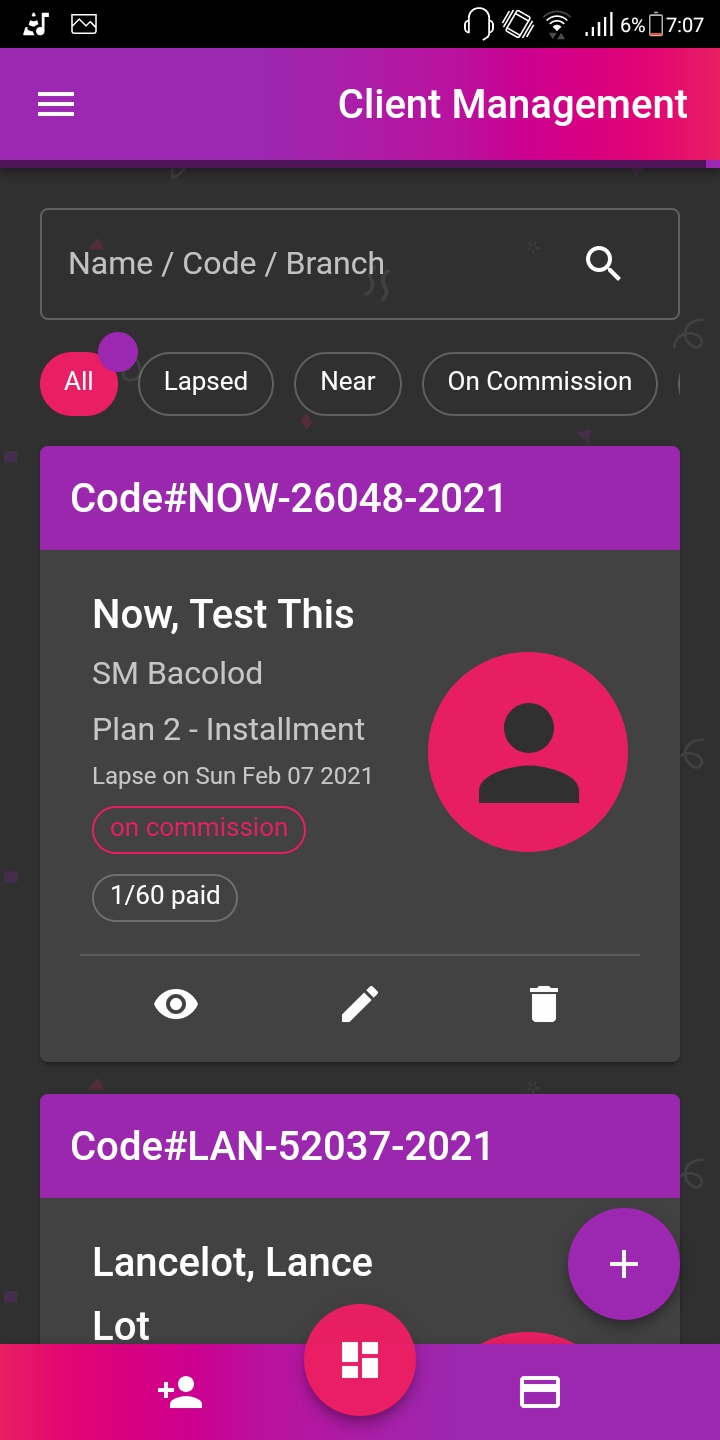 6% 7:07
Client Management
Name / Code / Branch
All Lapsed Near On Commission
Code#NOW-26048-2021
Now, Test This
SM Bacolod
Plan 2 - Installment
Lapse on Sun Feb 07 2021
on commission
1/60 paid
Code#LAN-52037-2021
Lancelot, Lance
Lot